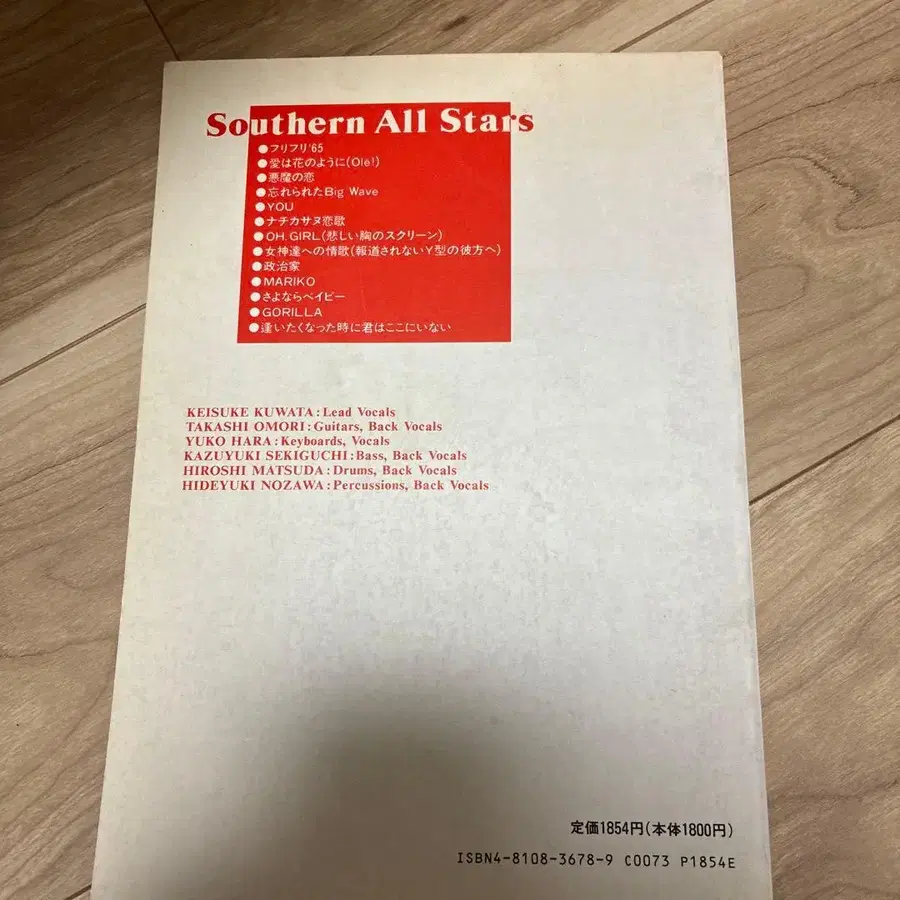 Southern All Stars
●フリフリ'65
●愛は花のように(Olé!)
●悪魔の恋
●忘れられたBig Wave
●YOU
●ナチカサヌ恋歌
●OH, GIRL(悲しい胸のスクリーン)
●女神達への情歌(報道されないY型の彼方へ)
●政治家
●MARIKO
●さよならベイビー
●GORILLA
●逢いたくなった時に君はここにいない
KEISUKE KUWATA:Lead Vocals
TAKASHI OMORI:Guitars, Back Vocals
YUKO HARA:Keyboards, Vocals
KAZUYUKI SEKIGUCHI:Bass, Back Vocals
HIROSHI MATSUDA:Drums, Back Vocals
HIDEYUKI NOZAWA:Percussions, Back Vocals
定価1854円(本体1800円)
ISBN4-8108-3678-9 C0073 P1854E